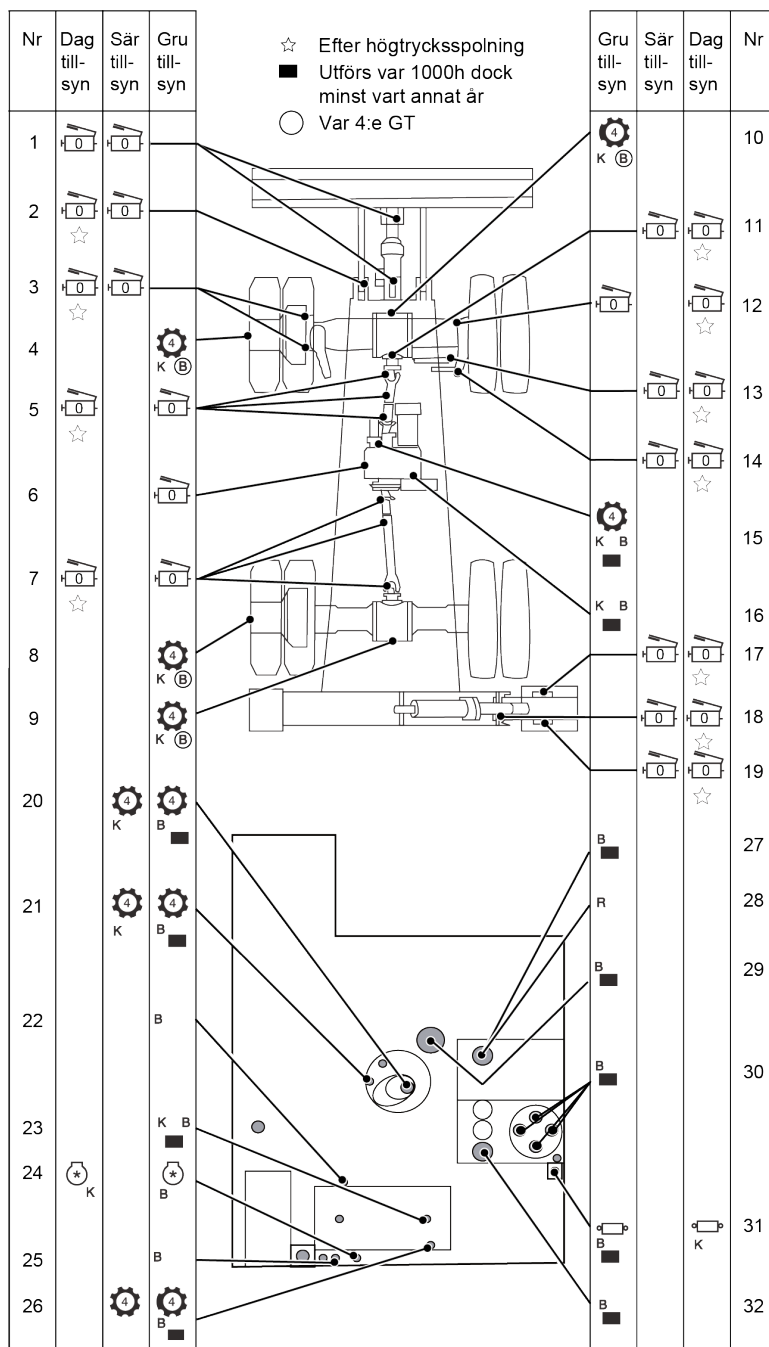 Nr Dag till-syn Sär till-syn Gru till-syn
☆ Efter högtrycksspolning
■ Utförs var 1000h dock
minst vart annat år
○ Var 4:e GT
Gru till-syn Sär till-syn Dag till-syn Nr
1 0 0
4 K B 10
2 0 0
0 0 11
3 0 0
0 0 12
4 4 K B
0 0 13
5 0 0
0 0 14
6 0
4 K B 15
7 0 0
K B 16
8 4 K B
0 0 17
9 4 K B
0 0 18
0 0 19
20 4 K 4 B
B 27
21 4 K 4 B
R 28
B 29
22 B
B 30
23 K B
24 * K * B
B K 31
25 B
26 4 4 B
B 32